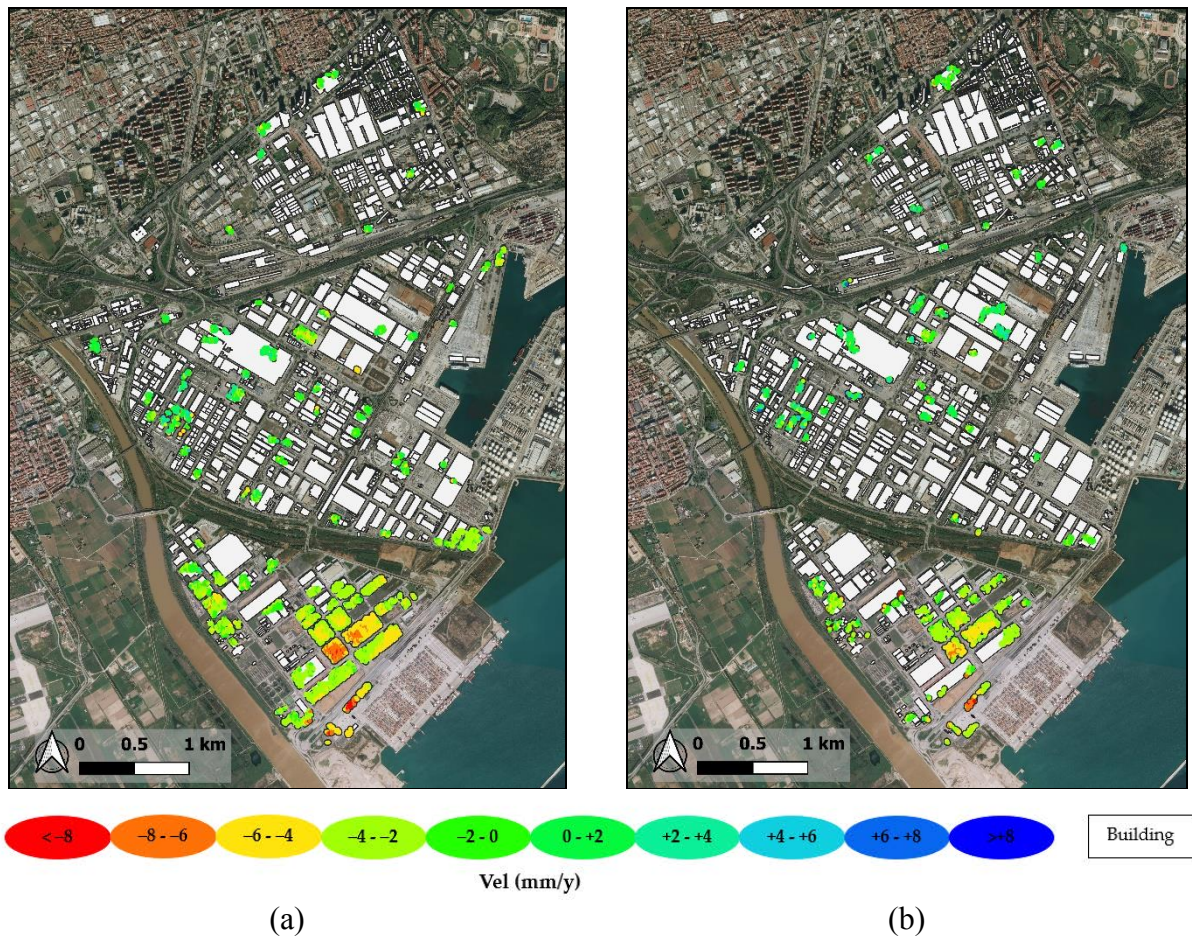 0 0.5 1 km
0 0.5 1 km
< –8 –8 - –6 –6 - –4 –4 - –2 –2 - 0 0 - +2 +2 - +4 +4 - +6 +6 - +8 >+8 Building
Vel (mm/y)
(a) (b)